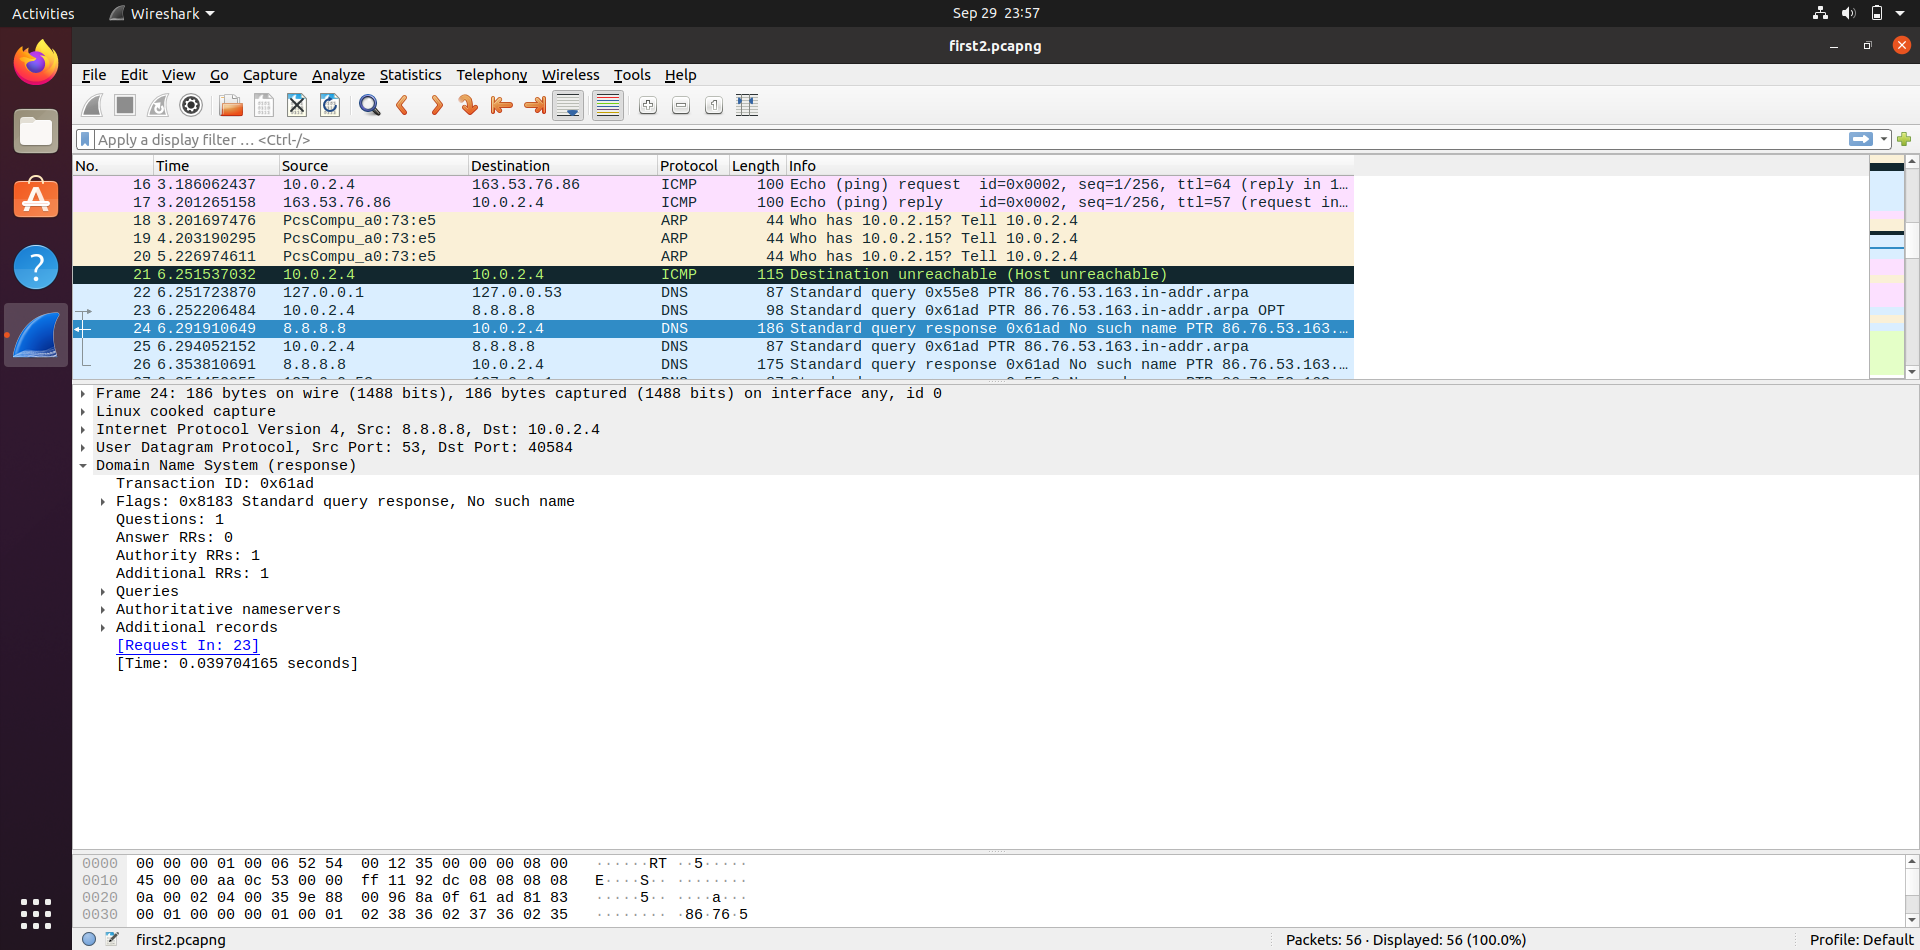 Activities Wireshark Sep 29 23:57
first2.pcapng
File Edit View Go Capture Analyze Statistics Telephony Wireless Tools Help
Apply a display filter … <Ctrl-/>
No. Time Source Destination Protocol Length Info
16 3.186062437 10.0.2.4 163.53.76.86 ICMP 100 Echo (ping) request id=0x0002, seq=1/256, ttl=64 (reply in 1…
17 3.201265158 163.53.76.86 10.0.2.4 ICMP 100 Echo (ping) reply id=0x0002, seq=1/256, ttl=57 (request in…
18 3.201697476 PcsCompu_a0:73:e5 ARP 44 Who has 10.0.2.15? Tell 10.0.2.4
19 4.203190295 PcsCompu_a0:73:e5 ARP 44 Who has 10.0.2.15? Tell 10.0.2.4
20 5.226974611 PcsCompu_a0:73:e5 ARP 44 Who has 10.0.2.15? Tell 10.0.2.4
21 6.251537032 10.0.2.4 10.0.2.4 ICMP 115 Destination unreachable (Host unreachable)
22 6.251723870 127.0.0.1 127.0.0.53 DNS 87 Standard query 0x55e8 PTR 86.76.53.163.in-addr.arpa
23 6.252206484 10.0.2.4 8.8.8.8 DNS 98 Standard query 0x61ad PTR 86.76.53.163.in-addr.arpa OPT
24 6.291910649 8.8.8.8 10.0.2.4 DNS 186 Standard query response 0x61ad No such name PTR 86.76.53.163.…
25 6.294052152 10.0.2.4 8.8.8.8 DNS 87 Standard query 0x61ad PTR 86.76.53.163.in-addr.arpa
26 6.353810691 8.8.8.8 10.0.2.4 DNS 175 Standard query response 0x61ad No such name PTR 86.76.53.163.…
Frame 24: 186 bytes on wire (1488 bits), 186 bytes captured (1488 bits) on interface any, id 0
Linux cooked capture
Internet Protocol Version 4, Src: 8.8.8.8, Dst: 10.0.2.4
User Datagram Protocol, Src Port: 53, Dst Port: 40584
Domain Name System (response)
Transaction ID: 0x61ad
Flags: 0x8183 Standard query response, No such name
Questions: 1
Answer RRs: 0
Authority RRs: 1
Additional RRs: 1
Queries
Authoritative nameservers
Additional records
[Request In: 23]
[Time: 0.039704165 seconds]
0000 00 00 00 01 00 06 52 54 00 12 35 00 00 00 08 00 ······RT ··5·····
0010 45 00 00 aa 0c 53 00 00 ff 11 92 dc 08 08 08 08 E····S·· ········
0020 0a 00 02 04 00 35 9e 88 00 96 8a 0f 61 ad 81 83 ·····5·· ····a···
0030 00 01 00 00 00 01 00 01 02 38 36 02 37 36 02 35 ········ ·86·76·5
first2.pcapng Packets: 56 · Displayed: 56 (100.0%) Profile: Default